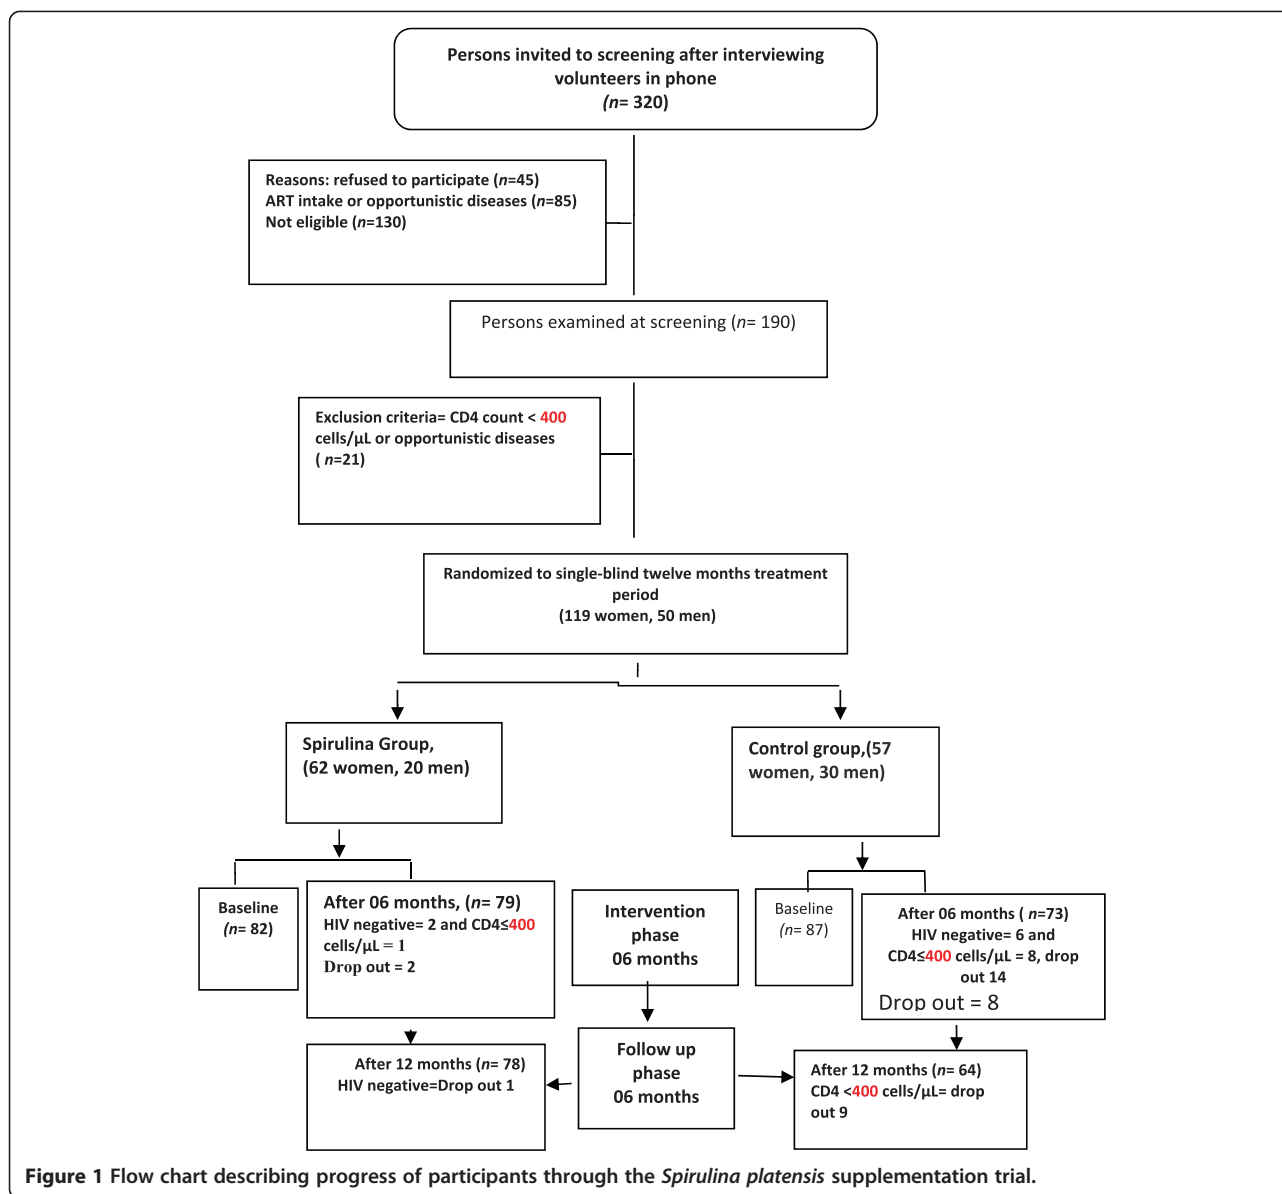 Persons invited to screening after interviewing
volunteers in phone
(n= 320)
Reasons: refused to participate (n=45)
ART intake or opportunistic diseases (n=85)
Not eligible (n=130)
Persons examined at screening (n= 190)
Exclusion criteria= CD4 count < 400
cells/μL or opportunistic diseases
( n=21)
Randomized to single-blind twelve months treatment
period
(119 women, 50 men)
Spirulina Group,
(62 women, 20 men)
Control group,(57
women, 30 men)
Baseline
(n= 82)
After 06 months, (n= 79)
HIV negative= 2 and CD4≤400
cells/μL = 1
Drop out = 2
Intervention
phase
06 months
Baseline
(n= 87)
After 06 months ( n=73)
HIV negative= 6 and
CD4≤400 cells/μL = 8, drop
out 14
Drop out = 8
After 12 months (n= 78)
HIV negative=Drop out 1
Follow up
phase
06 months
After 12 months (n= 64)
CD4 <400 cells/μL= drop
out 9
Figure 1 Flow chart describing progress of participants through the Spirulina platensis supplementation trial.